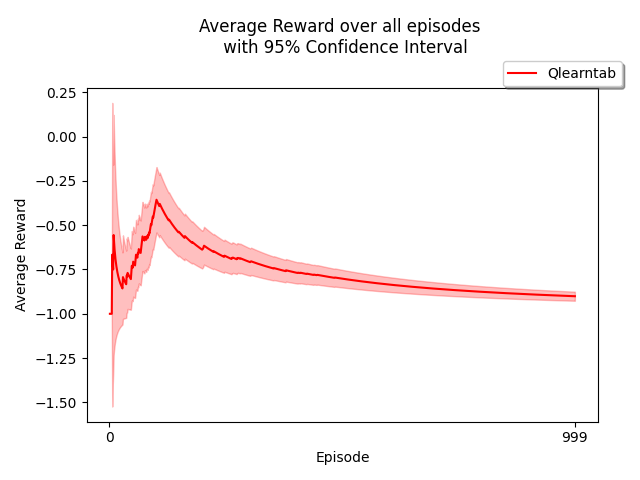 Average Reward over all episodes
with 95% Confidence Interval
Qlearntab
0.25
0.00
−0.25
−0.50
−0.75
−1.00
−1.25
−1.50
Average Reward
0
999
Episode